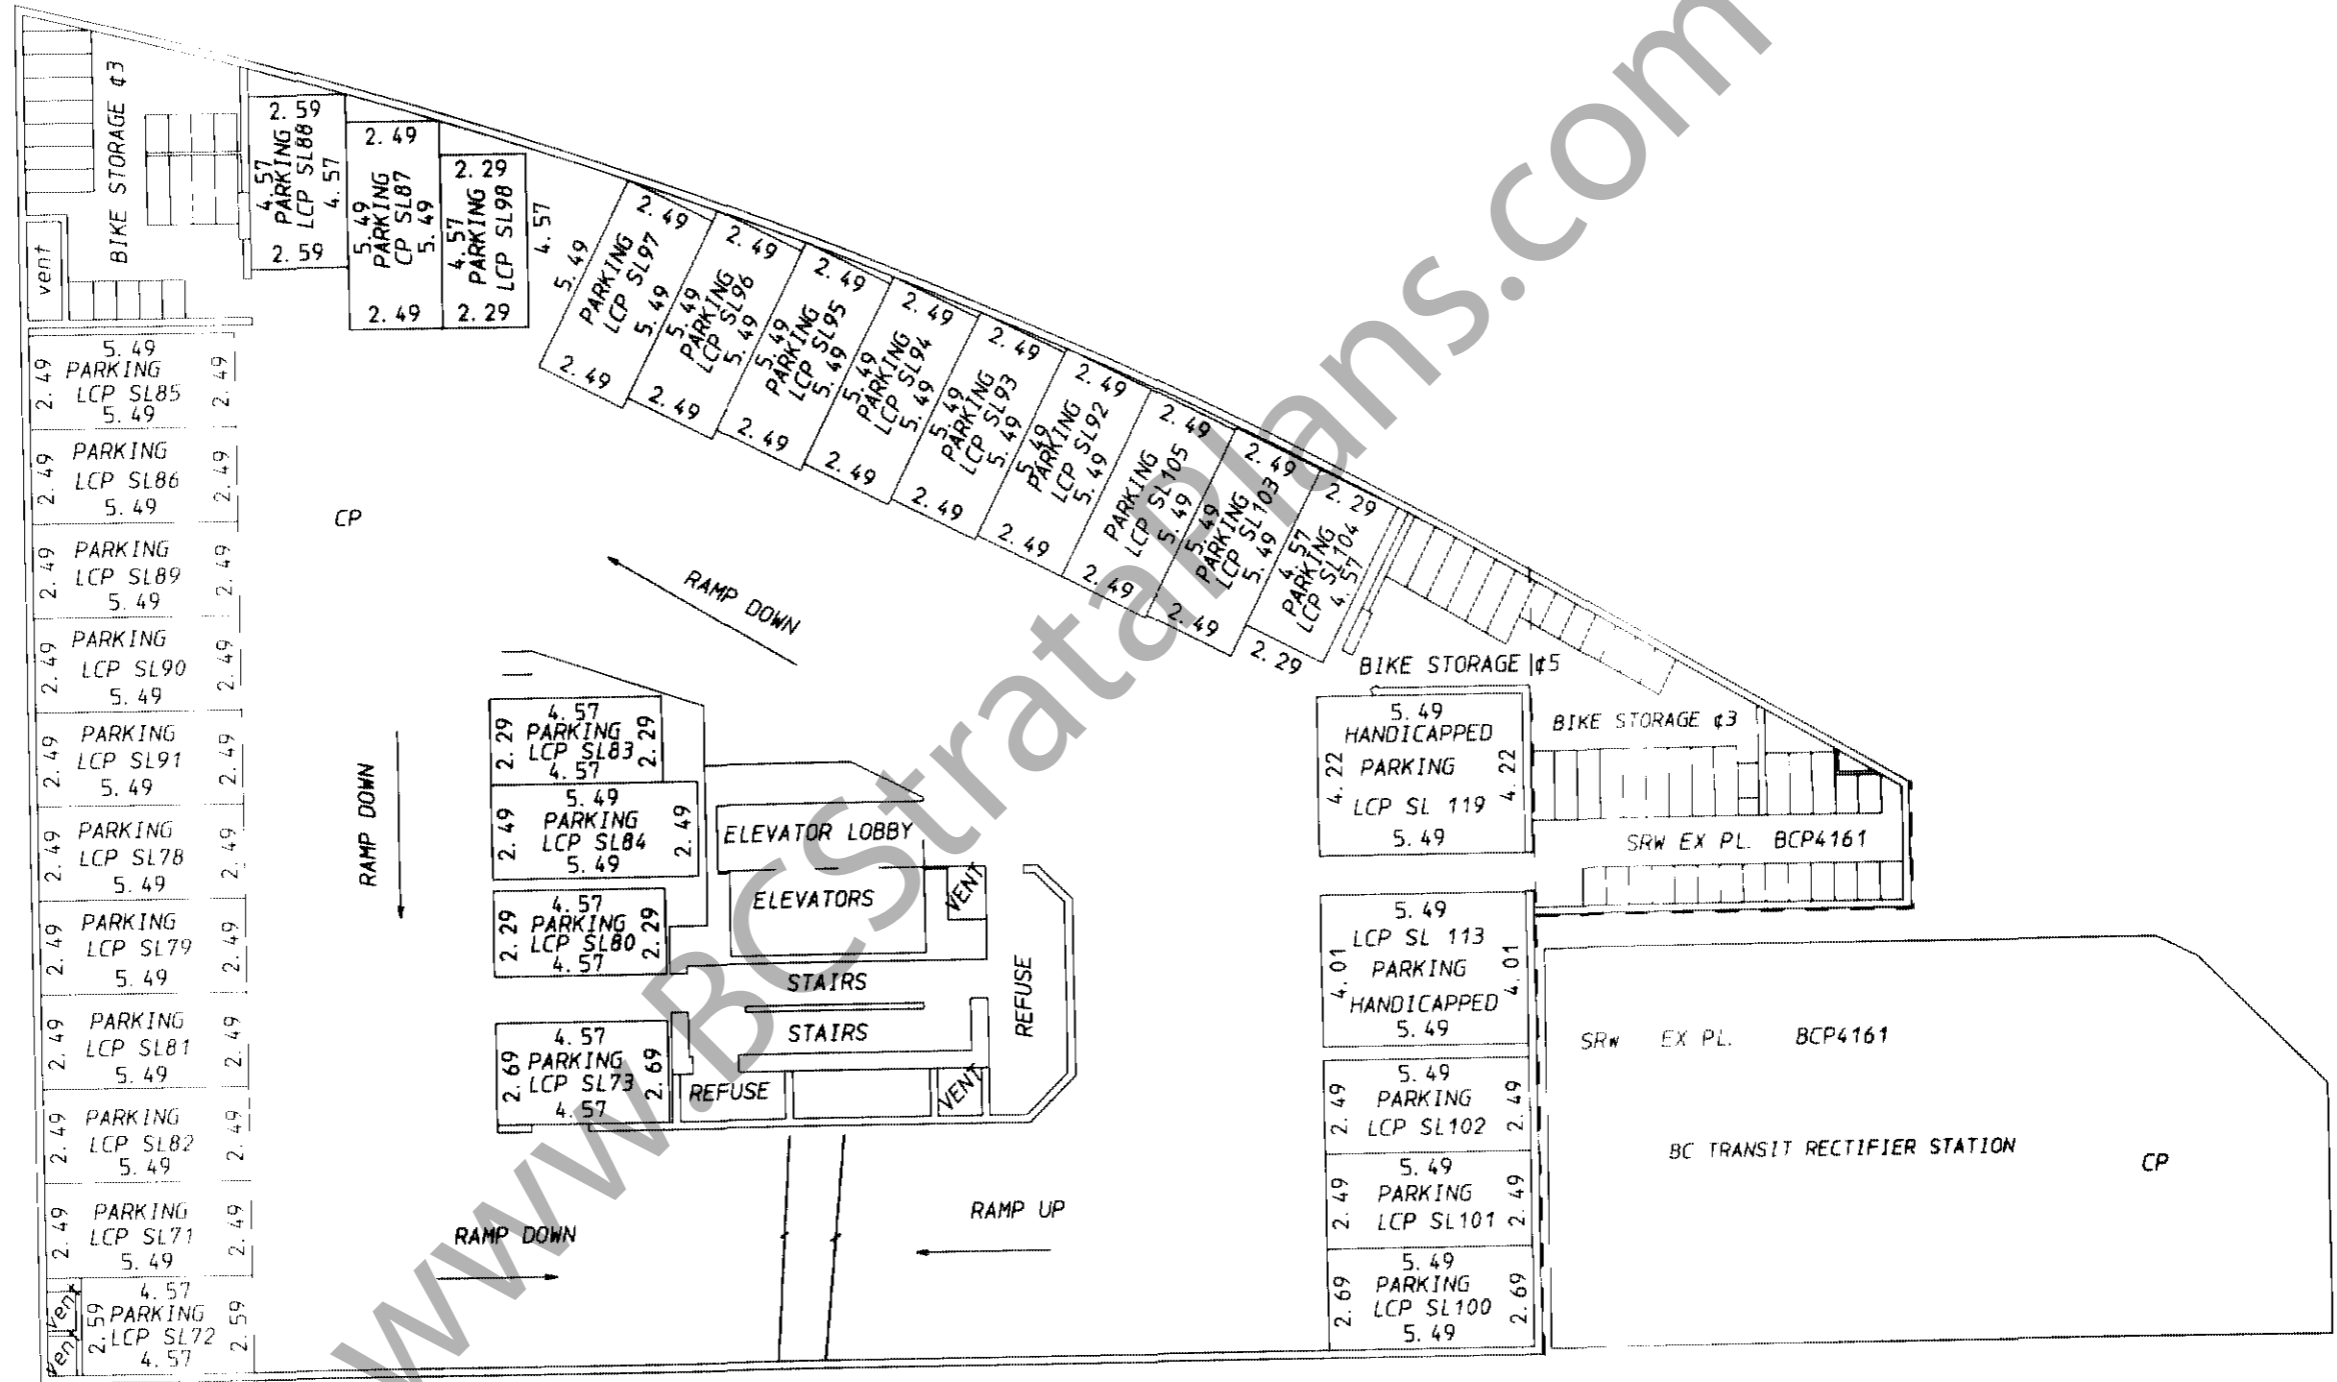 BIKE STORAGE ¢3
vent
2.59
4.57
PARKING
LCP SL88
4.57
2.59
2.49
5.49
PARKING
CP SL87
5.49
2.49
2.29
4.57
PARKING
LCP SL98
4.57
2.29
2.49
5.49
PARKING
LCP SL97
5.49
2.49
2.49
5.49
PARKING
LCP SL96
5.49
2.49
2.49
5.49
PARKING
LCP SL95
5.49
2.49
2.49
5.49
PARKING
LCP SL94
5.49
2.49
2.49
5.49
PARKING
LCP SL93
5.49
2.49
2.49
5.49
PARKING
LCP SL92
5.49
2.49
2.49
PARKING
LCP SL105
5.49
2.49
2.49
5.49
PARKING
LCP SL103
5.49
2.49
2.29
4.57
PARKING
LCP SL104
4.57
2.29
5.49
2.49 PARKING 2.49
LCP SL85
5.49
PARKING
2.49 LCP SL86 2.49
5.49
PARKING
2.49 LCP SL89 2.49
5.49
PARKING
2.49 LCP SL90 2.49
5.49
PARKING
2.49 LCP SL91 2.49
5.49
PARKING
2.49 LCP SL78 2.49
5.49
PARKING
2.49 LCP SL79 2.49
5.49
PARKING
2.49 LCP SL81 2.49
5.49
PARKING
2.49 LCP SL82 2.49
5.49
PARKING
2.49 LCP SL71 2.49
5.49
vent
vent
4.57
2.59 PARKING 2.59
LCP SL72
4.57
CP
RAMP DOWN
RAMP DOWN
RAMP DOWN
RAMP UP
4.57
2.29 PARKING 2.29
LCP SL83
4.57
5.49
2.49 PARKING 2.49
LCP SL84
5.49
4.57
2.29 PARKING 2.29
LCP SL80
4.57
4.57
2.69 PARKING 2.69
LCP SL73
4.57
ELEVATOR LOBBY
ELEVATORS
VENT
STAIRS
STAIRS
REFUSE
REFUSE
VENT
BIKE STORAGE ¢5
BIKE STORAGE ¢3
5.49
HANDICAPPED
4.22 PARKING 4.22
LCP SL 119
5.49
SRW EX PL. BCP4161
5.49
LCP SL 113
4.01 PARKING 4.01
HANDICAPPED
5.49
5.49
2.49 PARKING 2.49
LCP SL102
5.49
2.49 PARKING 2.49
LCP SL101
5.49
2.69 PARKING 2.69
LCP SL100
5.49
SRW EX PL. BCP4161
BC TRANSIT RECTIFIER STATION
CP
www.BCStrataPlans.com